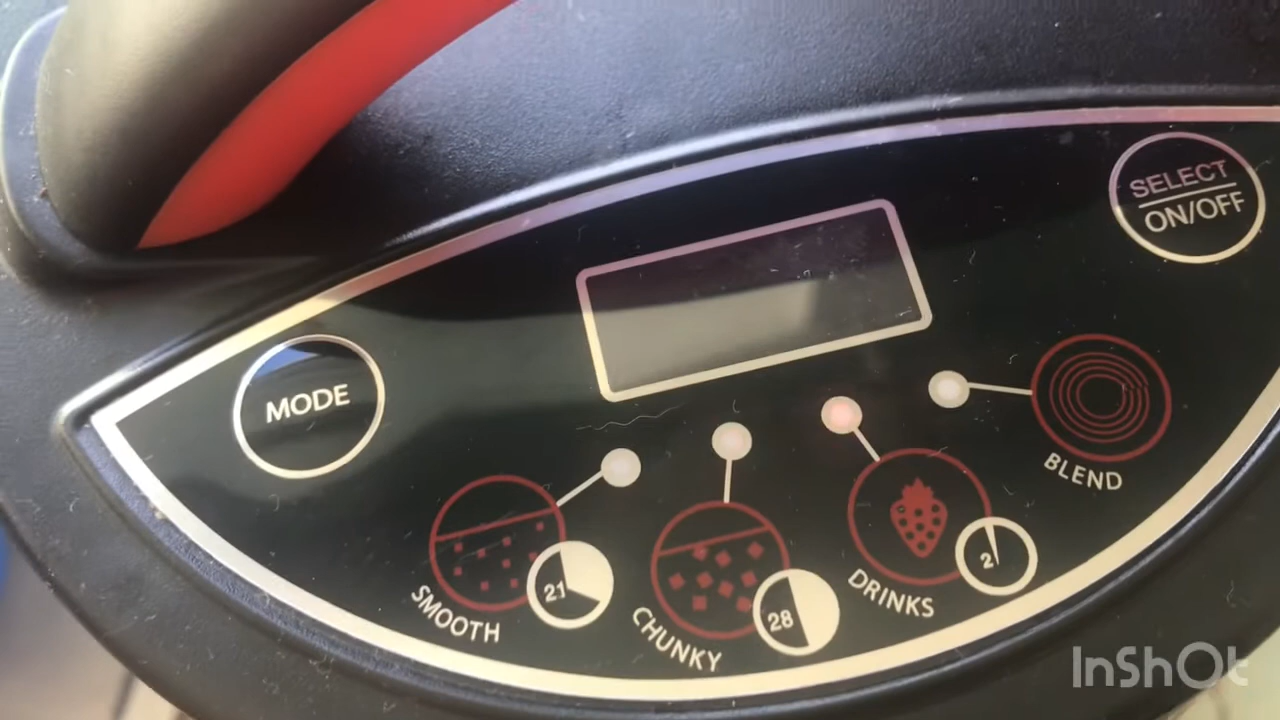 SELECT
ON/OFF
MODE
BLEND
2
DRINKS
21
28
SMOOTH
CHUNKY
InShOt